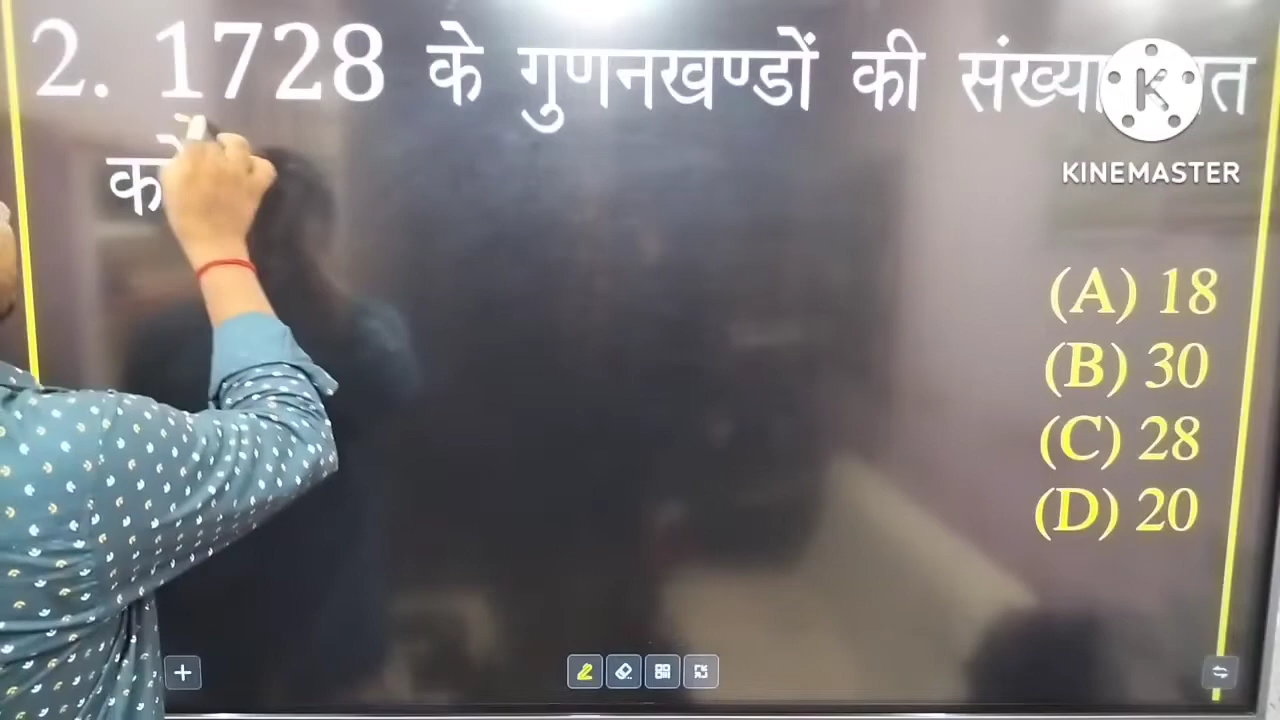 2. 1728 के गुणनखण्डों की संख्या
K
KINEMASTER
(A) 18
(B) 30
(C) 28
(D) 20